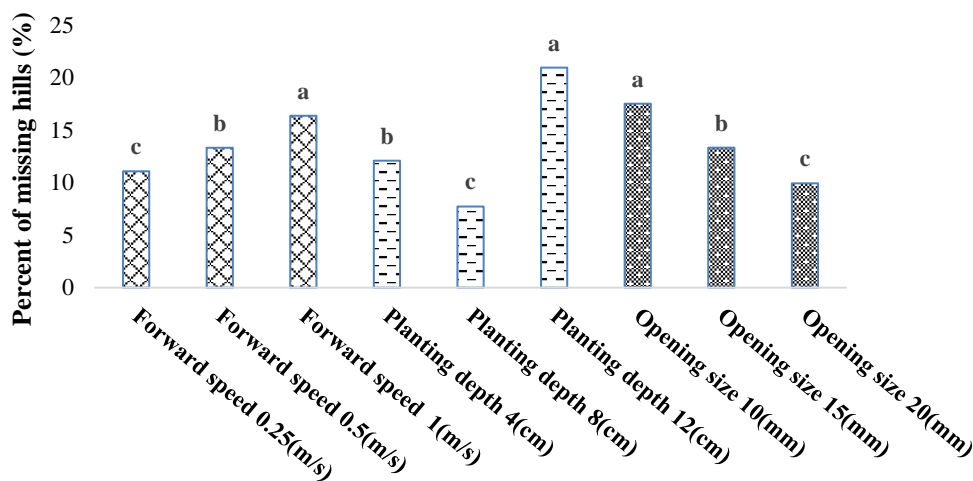 Percent of missing hills (%)
25
20
15
10
5
0
c
b
a
b
c
a
a
b
c
Forward speed 0.25(m/s)
Forward speed 0.5(m/s)
Forward speed 1(m/s)
Planting depth 4(cm)
Planting depth 8(cm)
Planting depth 12(cm)
Opening size 10(mm)
Opening size 15(mm)
Opening size 20(mm)